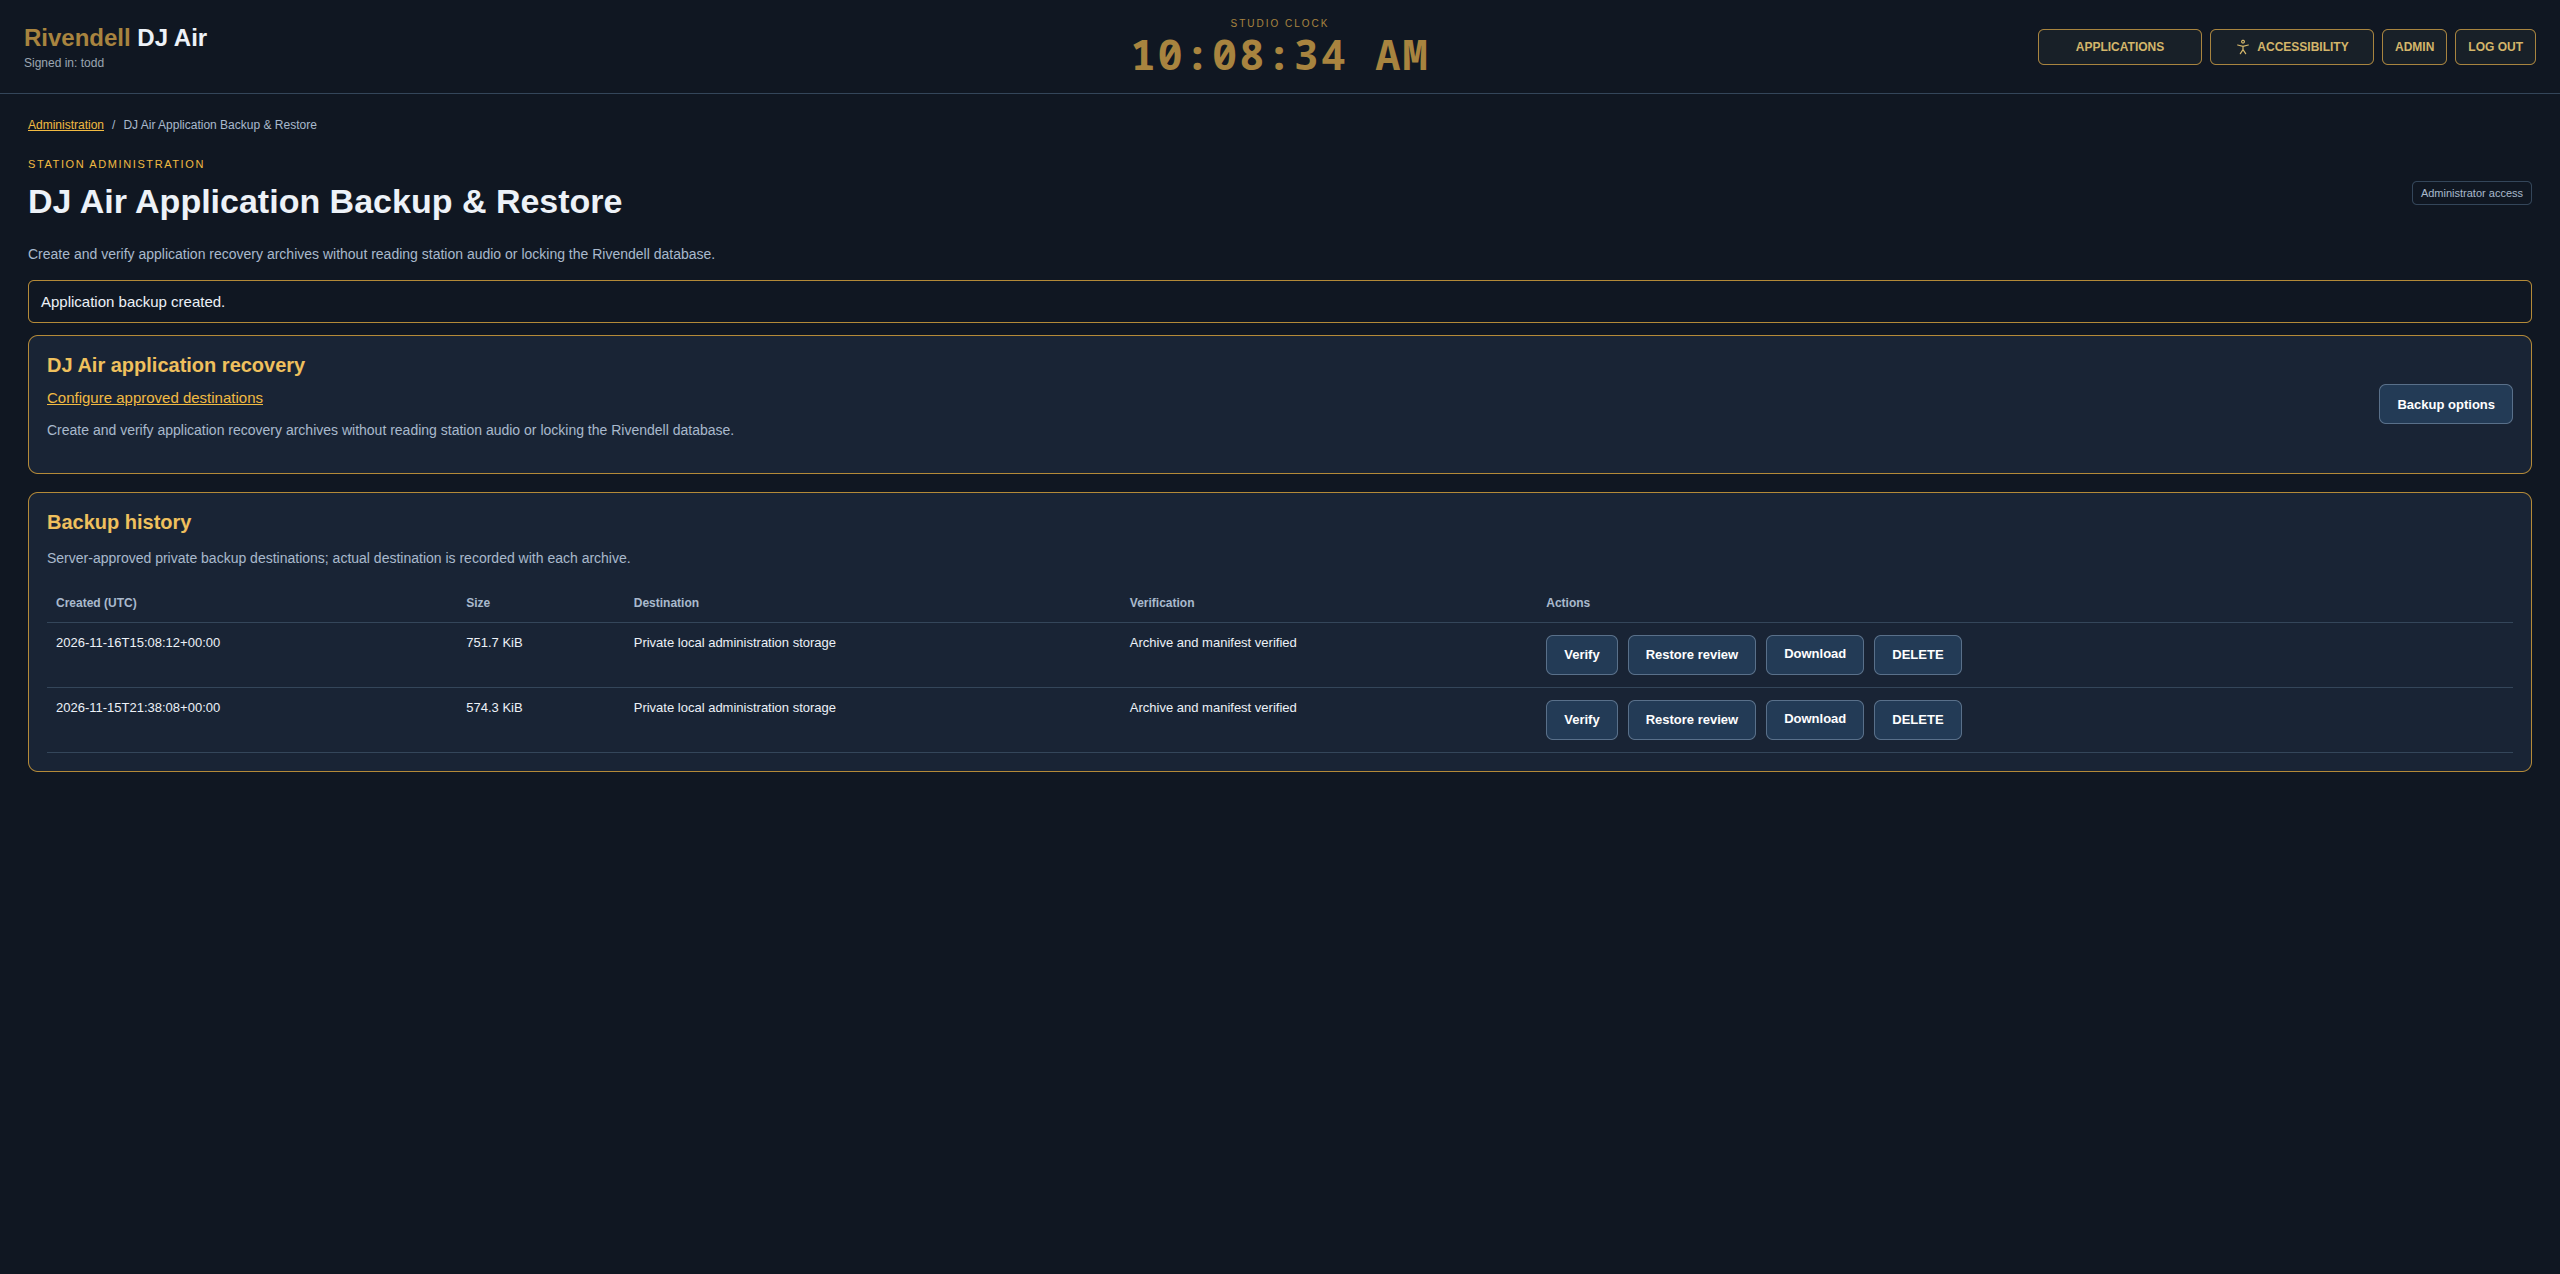 Rivendell DJ Air
Signed in: todd
STUDIO CLOCK
10:08:34 AM
APPLICATIONS
ACCESSIBILITY
ADMIN
LOG OUT
Administration / DJ Air Application Backup & Restore
STATION ADMINISTRATION
DJ Air Application Backup & Restore
Administrator access
Create and verify application recovery archives without reading station audio or locking the Rivendell database.
Application backup created.
DJ Air application recovery
Configure approved destinations
Create and verify application recovery archives without reading station audio or locking the Rivendell database.
Backup options
Backup history
Server-approved private backup destinations; actual destination is recorded with each archive.
Created (UTC) Size Destination Verification Actions
2026-11-16T15:08:12+00:00 751.7 KiB Private local administration storage Archive and manifest verified Verify Restore review Download DELETE
2026-11-15T21:38:08+00:00 574.3 KiB Private local administration storage Archive and manifest verified Verify Restore review Download DELETE